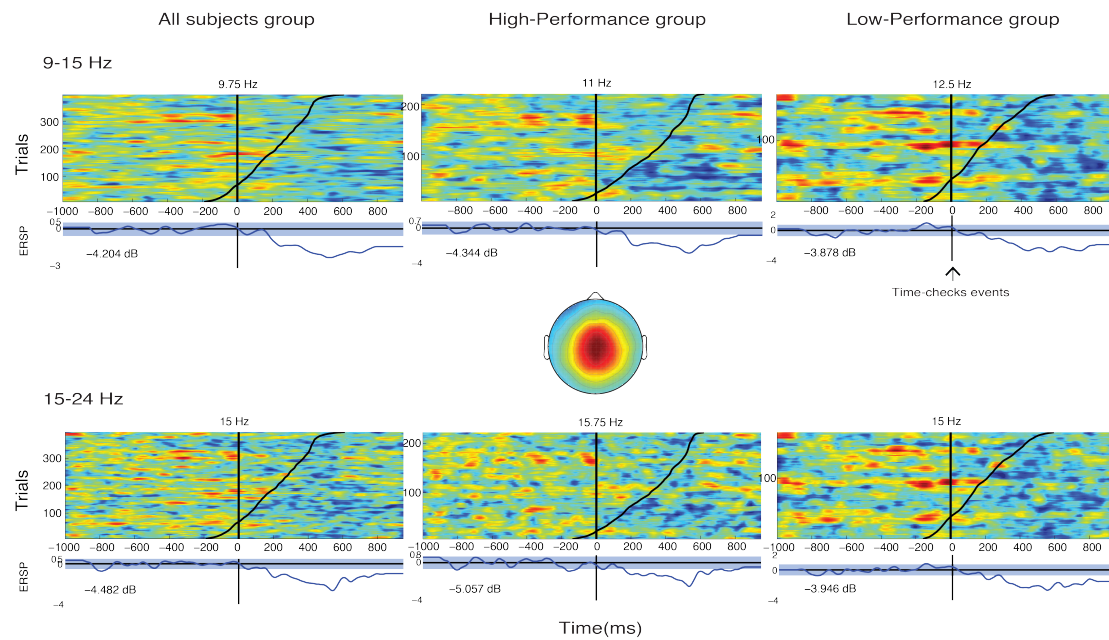 All subjects group High-Performance group Low-Performance group
9-15 Hz
9.75 Hz 11 Hz 12.5 Hz
Trials
300
200
100
200
100
100
−1000 −800 −600 −400 −200 0 200 400 600 800
−1000 −800 −600 −400 −200 0 200 400 600 800
800 −600 −400 −200 0 200 400 600 800
ERSP
0.5
0
−3
−4.204 dB
0.7
0
−4
−4.344 dB
2
0
−4
−3.878 dB
Time-checks events
15-24 Hz
15 Hz 15.75 Hz 15 Hz
Trials
300
200
100
200
100
100
−1000 −800 −600 −400 −200 0 200 400 600 800
−1000 −800 −600 −400 −200 0 200 400 600 800
−1000 −800 −600 −400 −200 0 200 400 600 800
ERSP
−4
−4.482 dB
0.8
0
−4
−5.057 dB
2
0
−4
−3.946 dB
Time(ms)